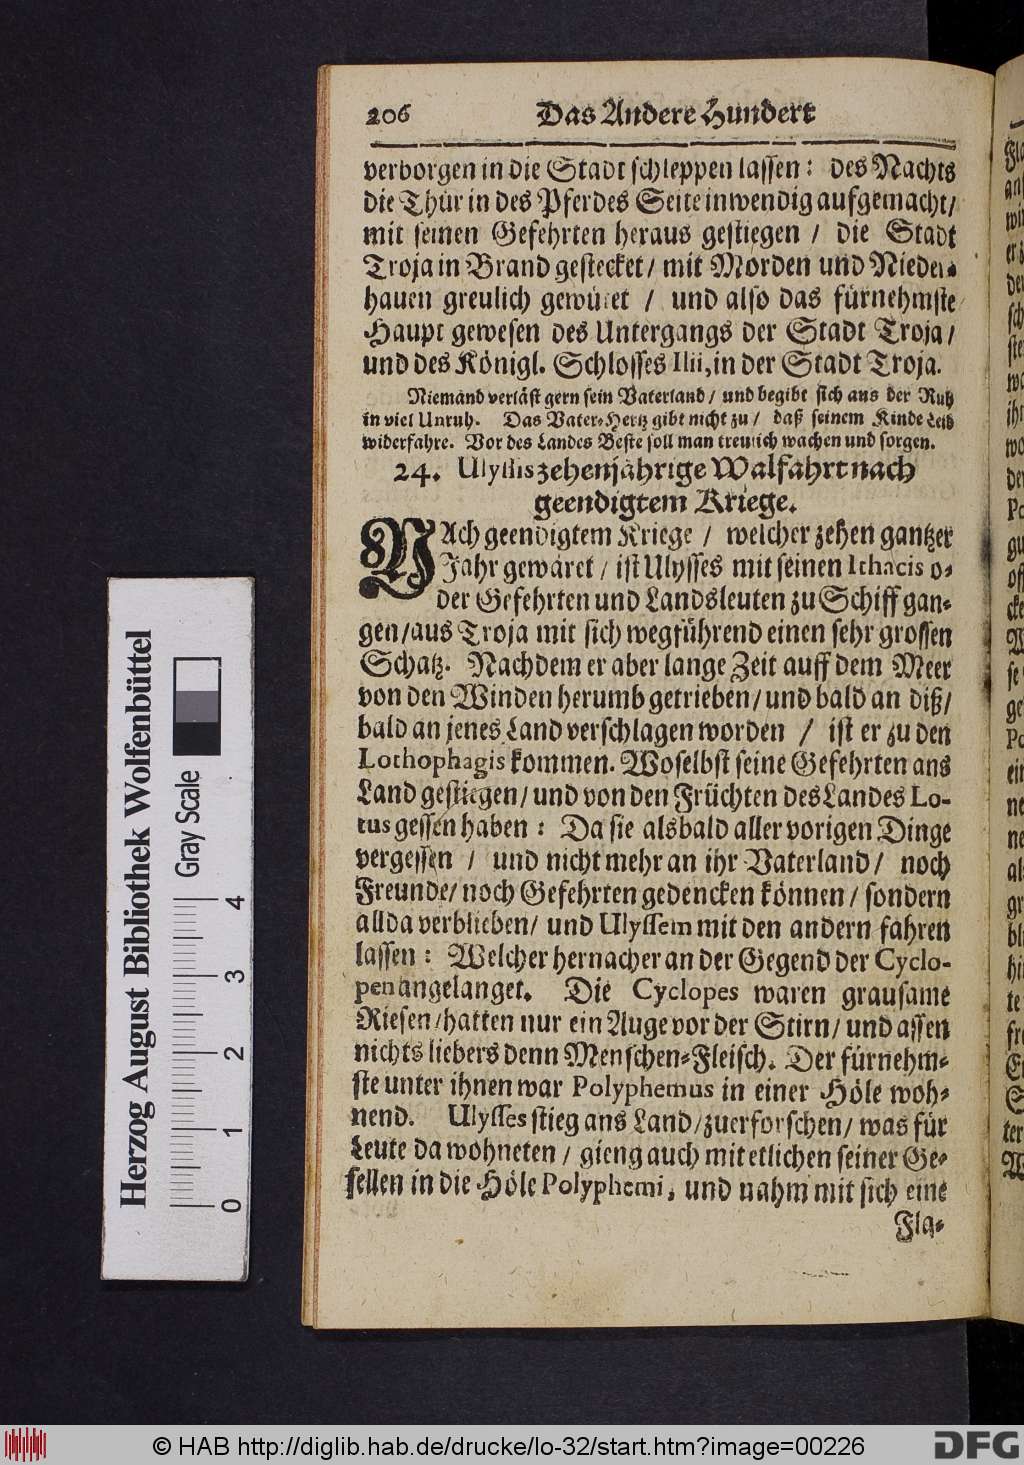 206 Das Andere Hundert
verborgen in die Stadt schleppen lassen: des Nachts
die Thür in des Pferdes Seite inwendig aufgemacht/
mit seinen Gefehrten heraus gestiegen / die Stadt
Troja in Brand gestecket/ mit Morden und Nieder-
hauen greulich gewütet / und also das fürnehmste
Haupt gewesen des Untergangs der Stadt Troja/
und des Königl. Schlosses Ilii, in der Stadt Troja.
Niemand verläst gern sein Vaterland/ und begibt sich aus der Ruh
in viel Unruh. Das Vater-Hertz gibt nicht zu/ daß seinem Kinde Leid
widerfahre. Vor des Landes Beste soll man treulich wachen und sorgen.
24. Ulyssis zehenjährige Walfahrt nach
geendigtem Kriege.
NAch geendigtem Kriege / welcher zehen gantzer
Jahr gewäret / ist Ulysses mit seinen Ithacis o-
der Gefehrten und Landsleuten zu Schiff gan-
gen/ aus Troja mit sich wegführend einen sehr grossen
Schatz. Nachdem er aber lange Zeit auff dem Meer
von den Winden herumb getrieben/ und bald an diß/
bald an jenes Land verschlagen worden / ist er zu den
Lothophagis kommen. Woselbst seine Gefehrten ans
Land gestiegen/ und von den Früchten des Landes Lo-
tus gessen haben: Da sie alsbald aller vorigen Dinge
vergessen / und nicht mehr an ihr Vaterland/ noch
Freunde/ noch Gefehrten gedencken können/ sondern
allda verblieben/ und Ulyssem mit den andern fahren
lassen: Welcher hernacher an der Gegend der Cyclo-
pen angelanget. Die Cyclopes waren grausame
Riesen/ hatten nur ein Auge vor der Stirn/ und assen
nichts liebers denn Menschen-Fleisch. Der fürnehm-
ste unter ihnen war Polyphemus in einer Höle woh-
nend. Ulysses stieg ans Land/ zuerforschen/ was für
Leute da wohneten / gieng auch mit etlichen seiner Ge-
sellen in die Höle Polyphemi, und nahm mit sich eine
Fla-
Herzog August Bibliothek Wolfenbüttel
Gray Scale
0 1 2 3 4
© HAB http://diglib.hab.de/drucke/lo-32/start.htm?image=00226
DFG